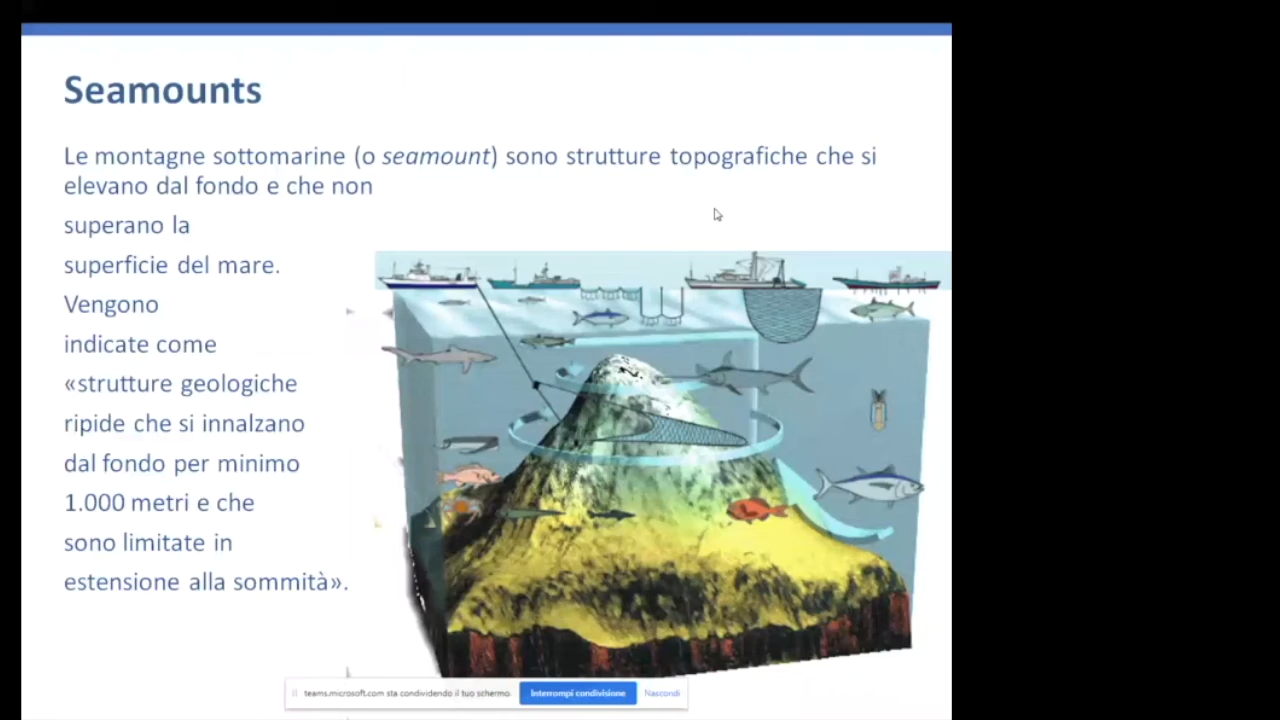 Seamounts
Le montagne sottomarine (o seamount) sono strutture topografiche che si
elevano dal fondo e che non
superano la
superficie del mare.
Vengono
indicate come
«strutture geologiche
ripide che si innalzano
dal fondo per minimo
1.000 metri e che
sono limitate in
estensione alla sommità».
teams.microsoft.com sta condividendo il tuo schermo. Interrompi condivisione Nascondi